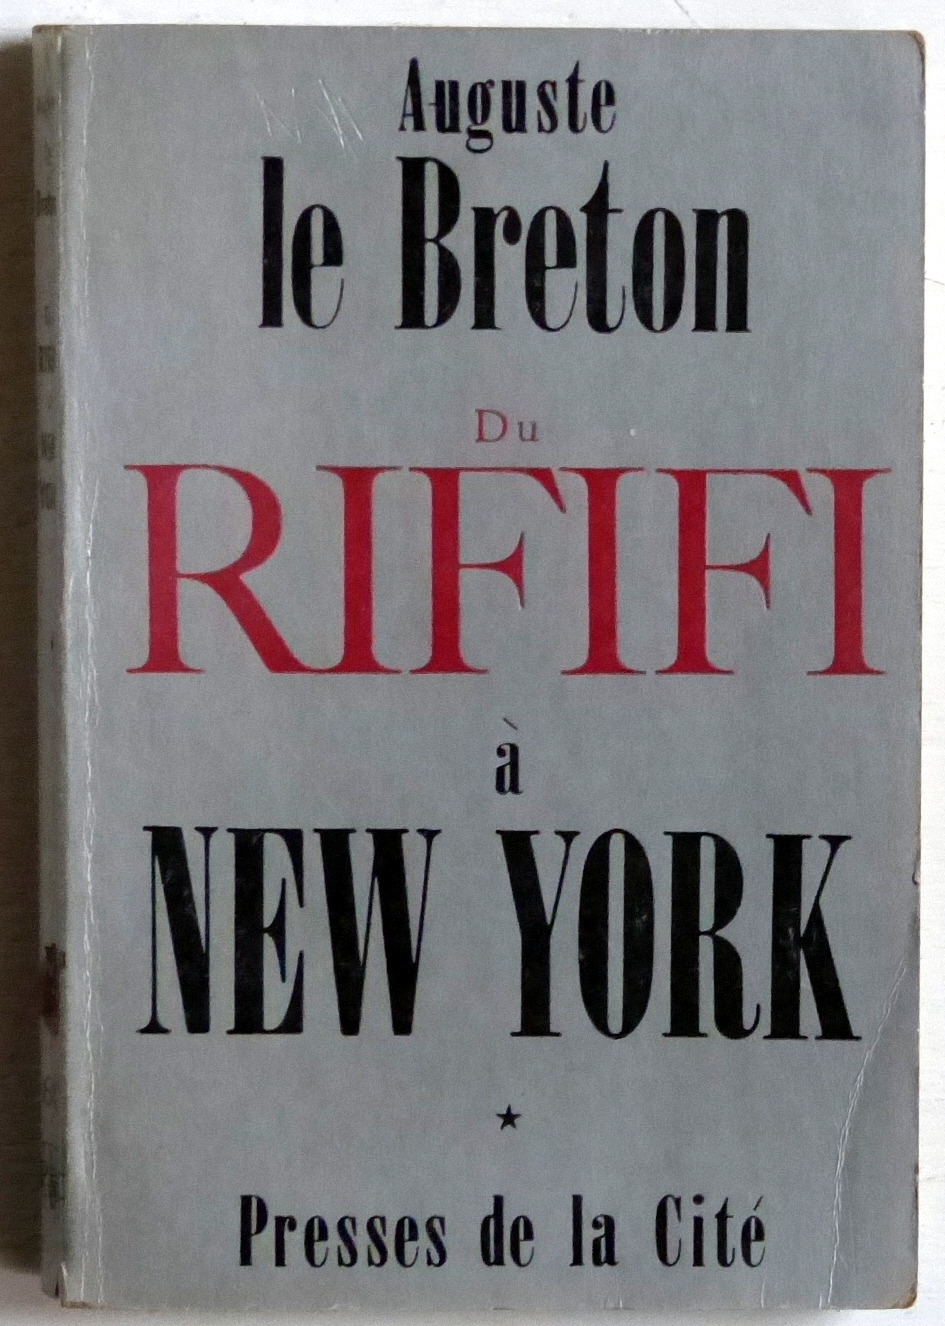 Auguste
le Breton
Du
RIFIFI
à
NEW YORK
Presses de la Cité